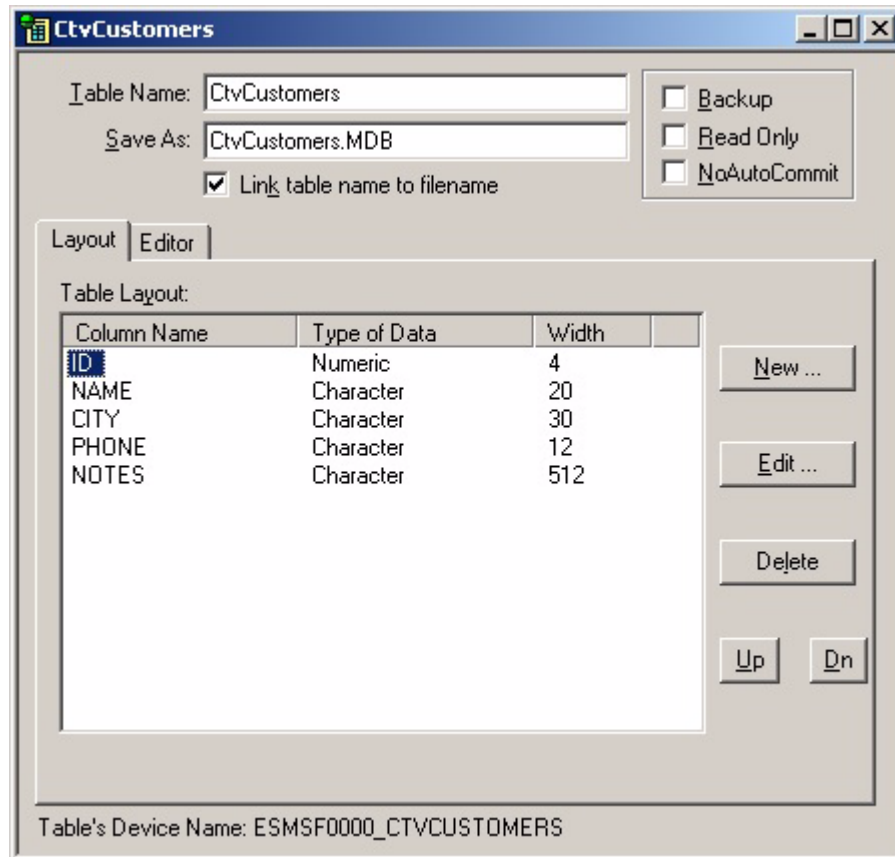 CtvCustomers
Table Name: CtvCustomers
Save As: CtvCustomers.MDB
Link table name to filename
Backup
Read Only
NoAutoCommit
Layout Editor
Table Layout:
Column Name Type of Data Width
ID Numeric 4
NAME Character 20
CITY Character 30
PHONE Character 12
NOTES Character 512
New ...
Edit ...
Delete
Up Dn
Table's Device Name: ESMSF0000_CTVCUSTOMERS